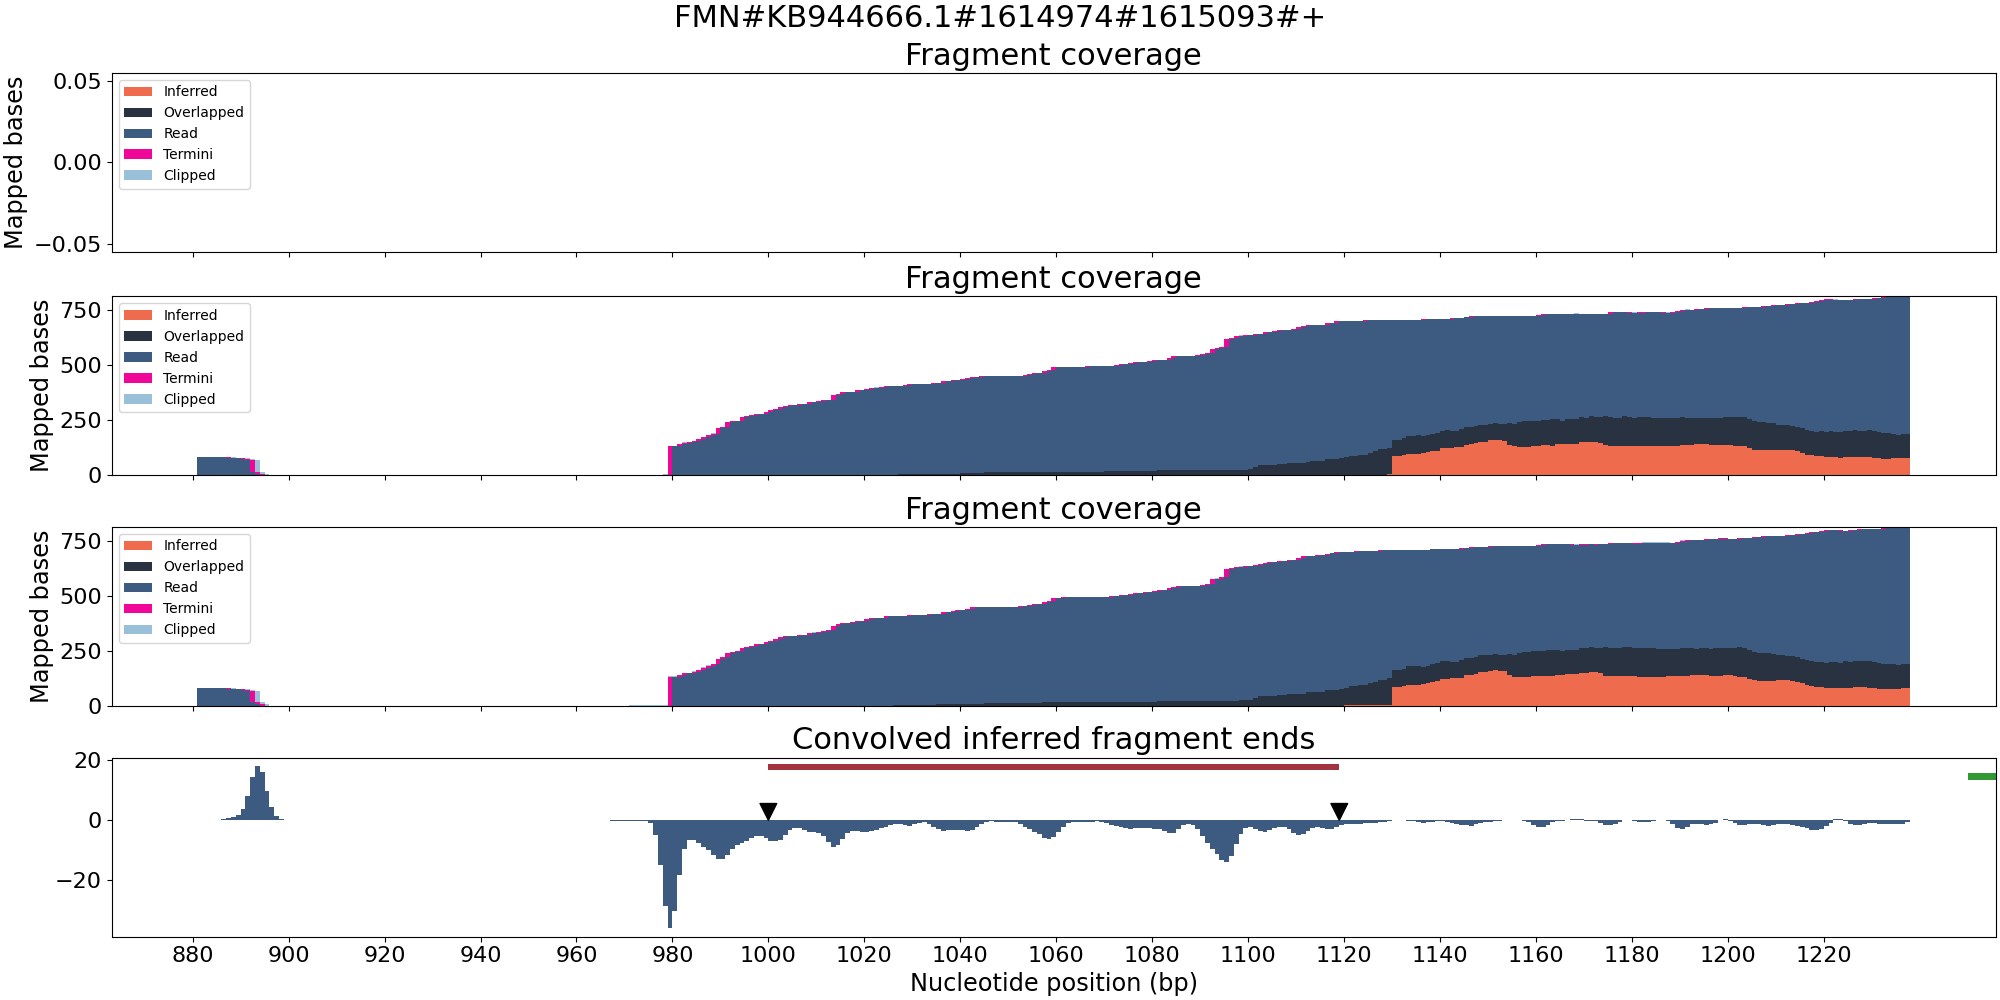 FMN#KB944666.1#1614974#1615093#+
Fragment coverage
Mapped bases
0.05
0.00
−0.05
Inferred
Overlapped
Read
Termini
Clipped
Fragment coverage
Mapped bases
750
500
250
0
Inferred
Overlapped
Read
Termini
Clipped
Fragment coverage
Mapped bases
750
500
250
0
Inferred
Overlapped
Read
Termini
Clipped
Convolved inferred fragment ends
20
0
−20
880 900 920 940 960 980 1000 1020 1040 1060 1080 1100 1120 1140 1160 1180 1200 1220
Nucleotide position (bp)